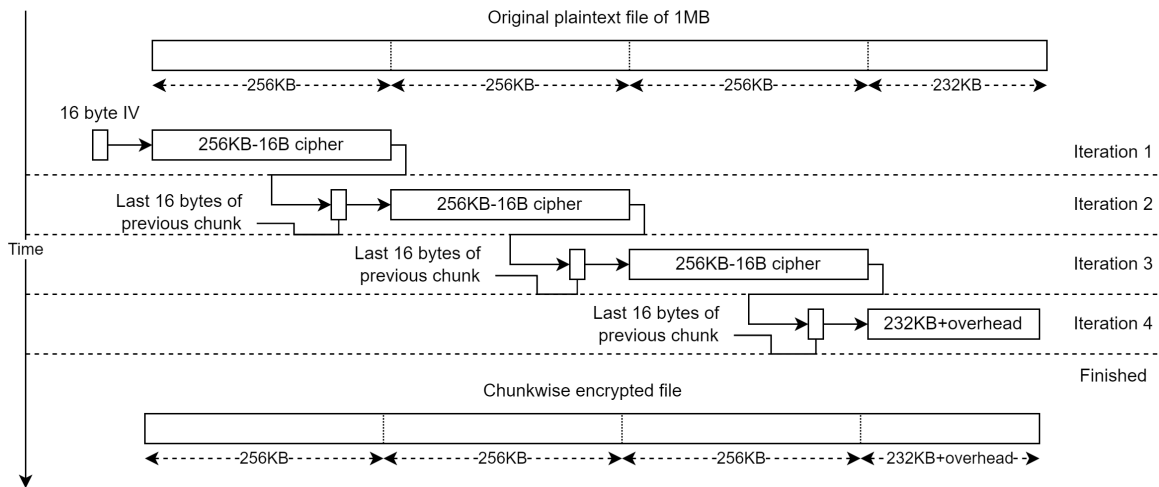 Original plaintext file of 1MB
256KB
256KB
256KB
232KB
16 byte IV
256KB-16B cipher
Iteration 1
Last 16 bytes of
previous chunk
256KB-16B cipher
Iteration 2
Time
Last 16 bytes of
previous chunk
256KB-16B cipher
Iteration 3
Last 16 bytes of
previous chunk
232KB+overhead
Iteration 4
Finished
Chunkwise encrypted file
256KB
256KB
256KB
232KB+overhead